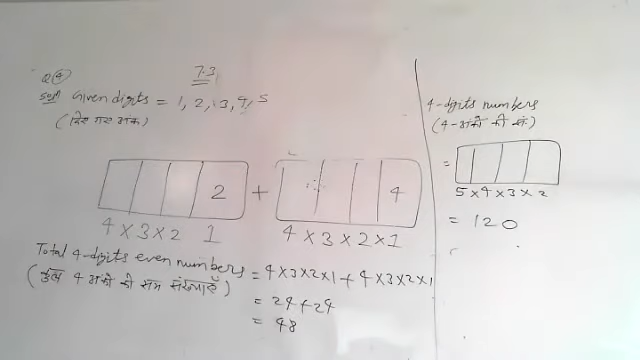 7.3
Q④
Solⁿ Given digits = 1, 2, 3, 4, 5
(दिए गए अंक)
2 + 4
4 × 3 × 2 1 4 × 3 × 2 × 1
Total 4-digits even numbers = 4 × 3 × 2 × 1 + 4 × 3 × 2 × 1
(कुल 4 अंको की सम संख्याएँ)
= 24 + 24
= 48
4-digits numbers
(4-अंको की सं.)
=
5 × 4 × 3 × 2
= 120